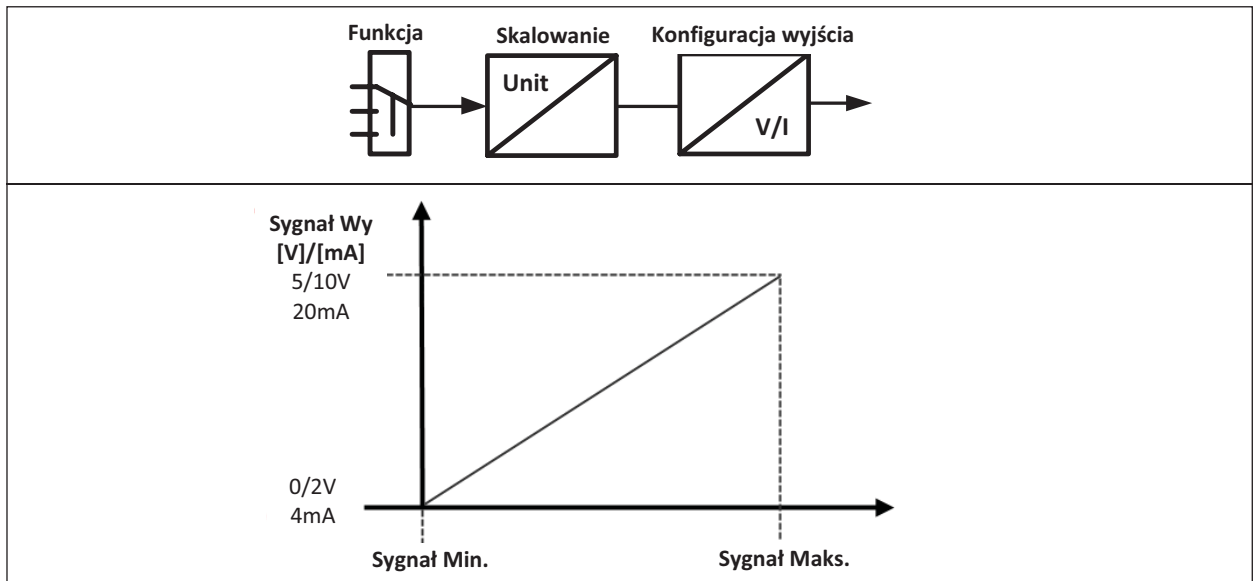 Funkcja
Skalowanie
Konfiguracja wyjścia
Unit
V/I
Sygnał Wy
[V]/[mA]
5/10V
20mA
0/2V
4mA
Sygnał Min.
Sygnał Maks.